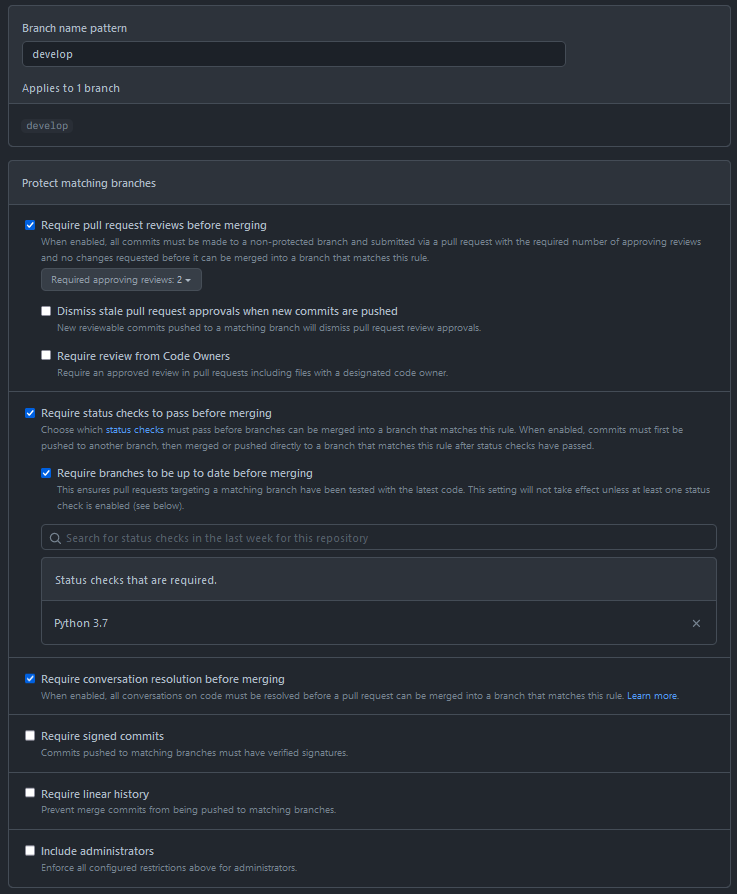 Branch name pattern
develop
Applies to 1 branch
develop
Protect matching branches
Require pull request reviews before merging
When enabled, all commits must be made to a non-protected branch and submitted via a pull request with the required number of approving reviews
and no changes requested before it can be merged into a branch that matches this rule.
Required approving reviews: 2
Dismiss stale pull request approvals when new commits are pushed
New reviewable commits pushed to a matching branch will dismiss pull request review approvals.
Require review from Code Owners
Require an approved review in pull requests including files with a designated code owner.
Require status checks to pass before merging
Choose which status checks must pass before branches can be merged into a branch that matches this rule. When enabled, commits must first be
pushed to another branch, then merged or pushed directly to a branch that matches this rule after status checks have passed.
Require branches to be up to date before merging
This ensures pull requests targeting a matching branch have been tested with the latest code. This setting will not take effect unless at least one status
check is enabled (see below).
Search for status checks in the last week for this repository
Status checks that are required.
Python 3.7
Require conversation resolution before merging
When enabled, all conversations on code must be resolved before a pull request can be merged into a branch that matches this rule. Learn more.
Require signed commits
Commits pushed to matching branches must have verified signatures.
Require linear history
Prevent merge commits from being pushed to matching branches.
Include administrators
Enforce all configured restrictions above for administrators.